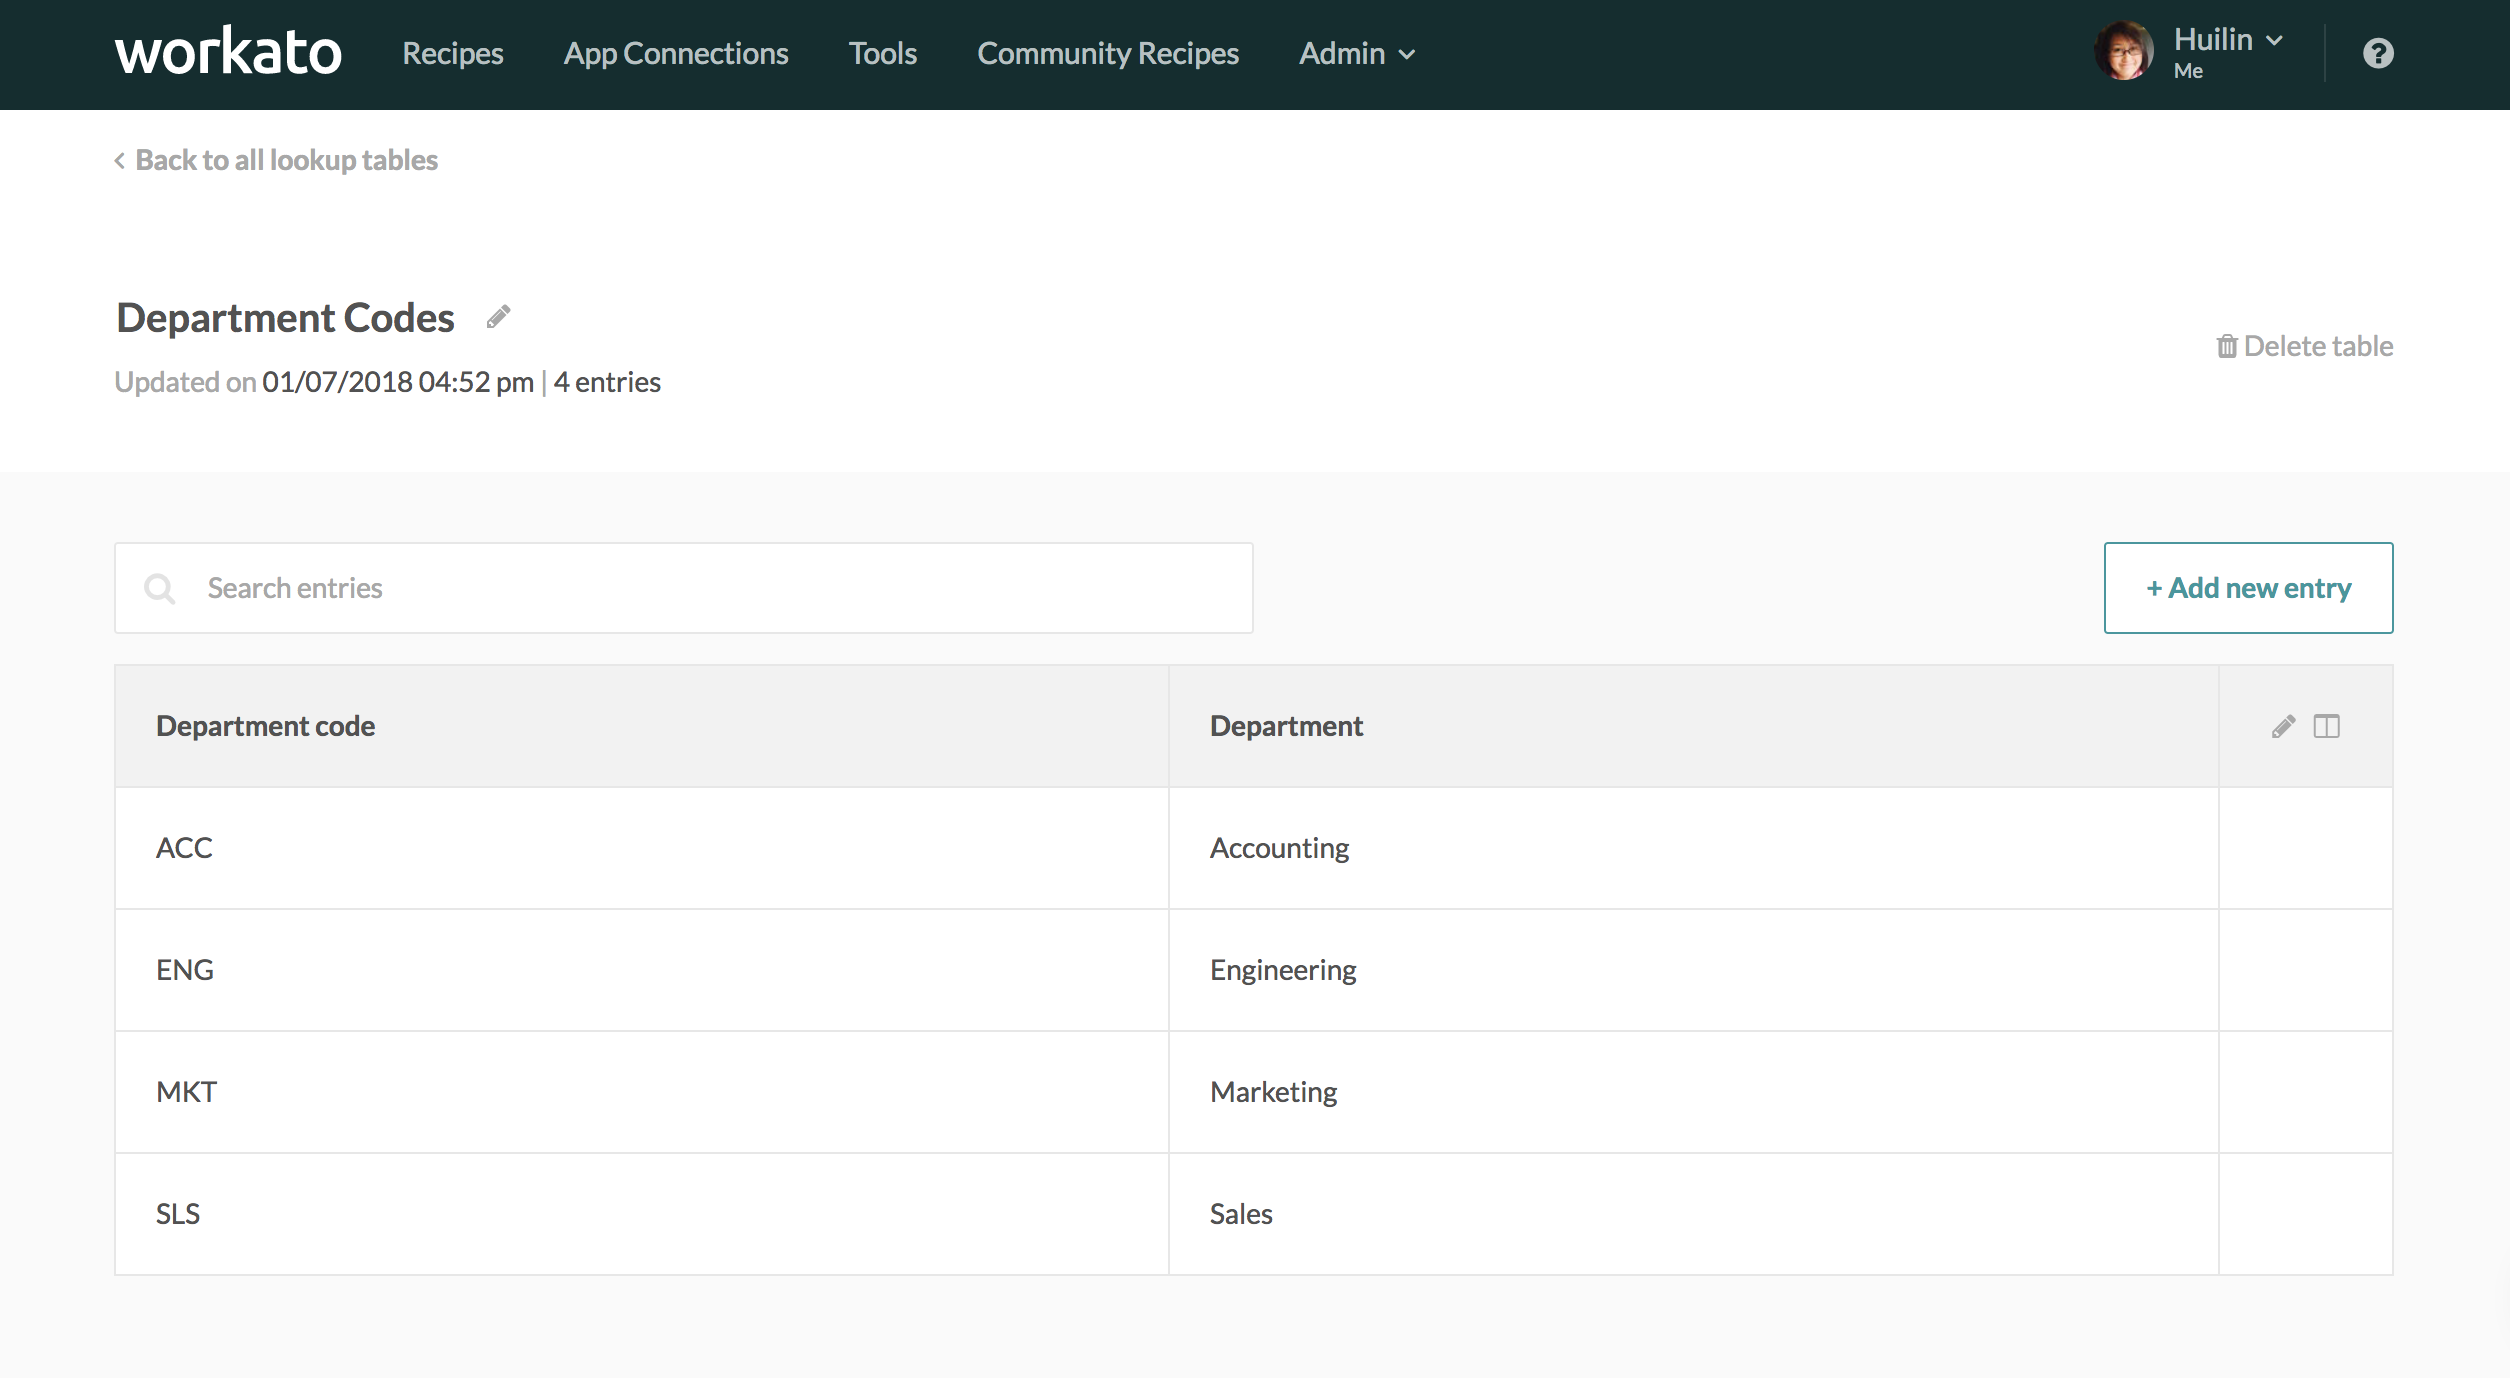 workato Recipes App Connections Tools Community Recipes Admin Huilin
Me
Back to all lookup tables
Department Codes
Delete table
Updated on 01/07/2018 04:52 pm | 4 entries
Search entries + Add new entry
Department code Department
ACC Accounting
ENG Engineering
MKT Marketing
SLS Sales